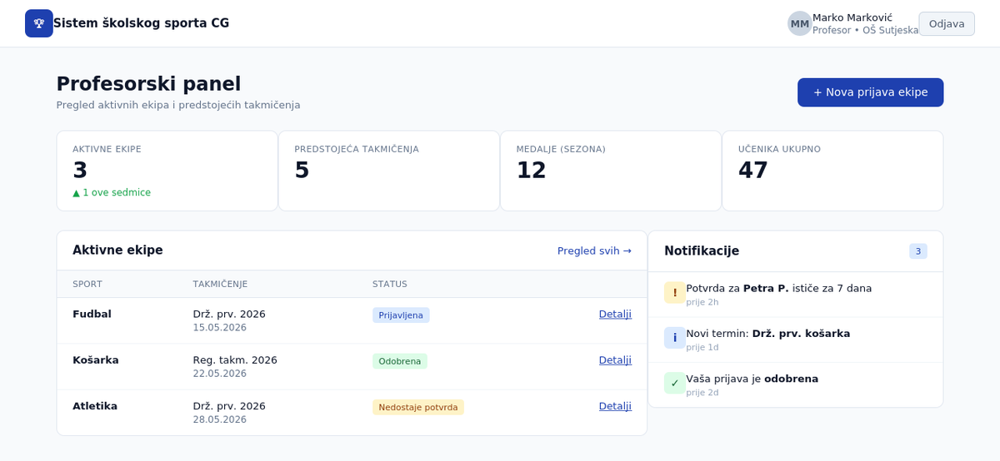 Sistem školskog sporta CG
MM
Marko Marković
Profesor • OŠ Sutjeska
Odjava
Profesorski panel
Pregled aktivnih ekipa i predstojećih takmičenja
+ Nova prijava ekipe
AKTIVNE EKIPE
3
▲ 1 ove sedmice
PREDSTOJEĆA TAKMIČENJA
5
MEDALJE (SEZONA)
12
UČENIKA UKUPNO
47
Aktivne ekipe
Pregled svih →
SPORT TAKMIČENJE STATUS
Fudbal Drž. prv. 2026 Prijavljena Detalji
15.05.2026
Košarka Reg. takm. 2026 Odobrena Detalji
22.05.2026
Atletika Drž. prv. 2026 Nedostaje potvrda Detalji
28.05.2026
Notifikacije
3
! Potvrda za Petra P. ističe za 7 dana
prije 2h
i Novi termin: Drž. prv. košarka
prije 1d
✓ Vaša prijava je odobrena
prije 2d